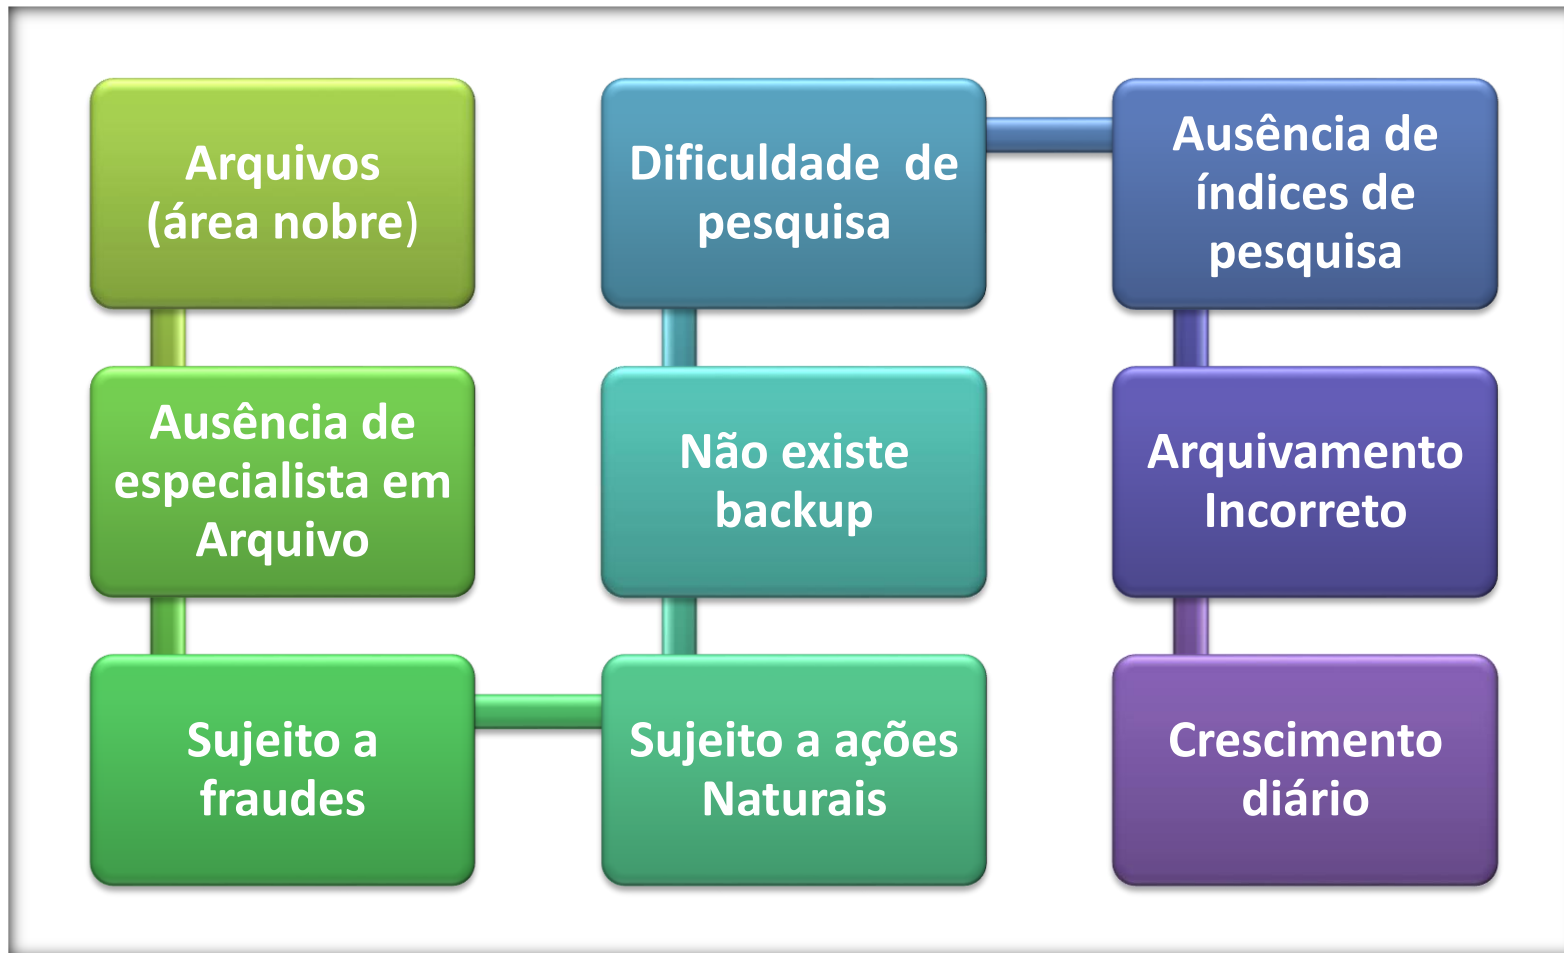 Arquivos
(área nobre)
Ausência de
especialista em
Arquivo
Sujeito a
fraudes
Sujeito a ações
Naturais
Não existe
backup
Dificuldade  de
pesquisa
Ausência de
índices de
pesquisa
Arquivamento
Incorreto
Crescimento
diário